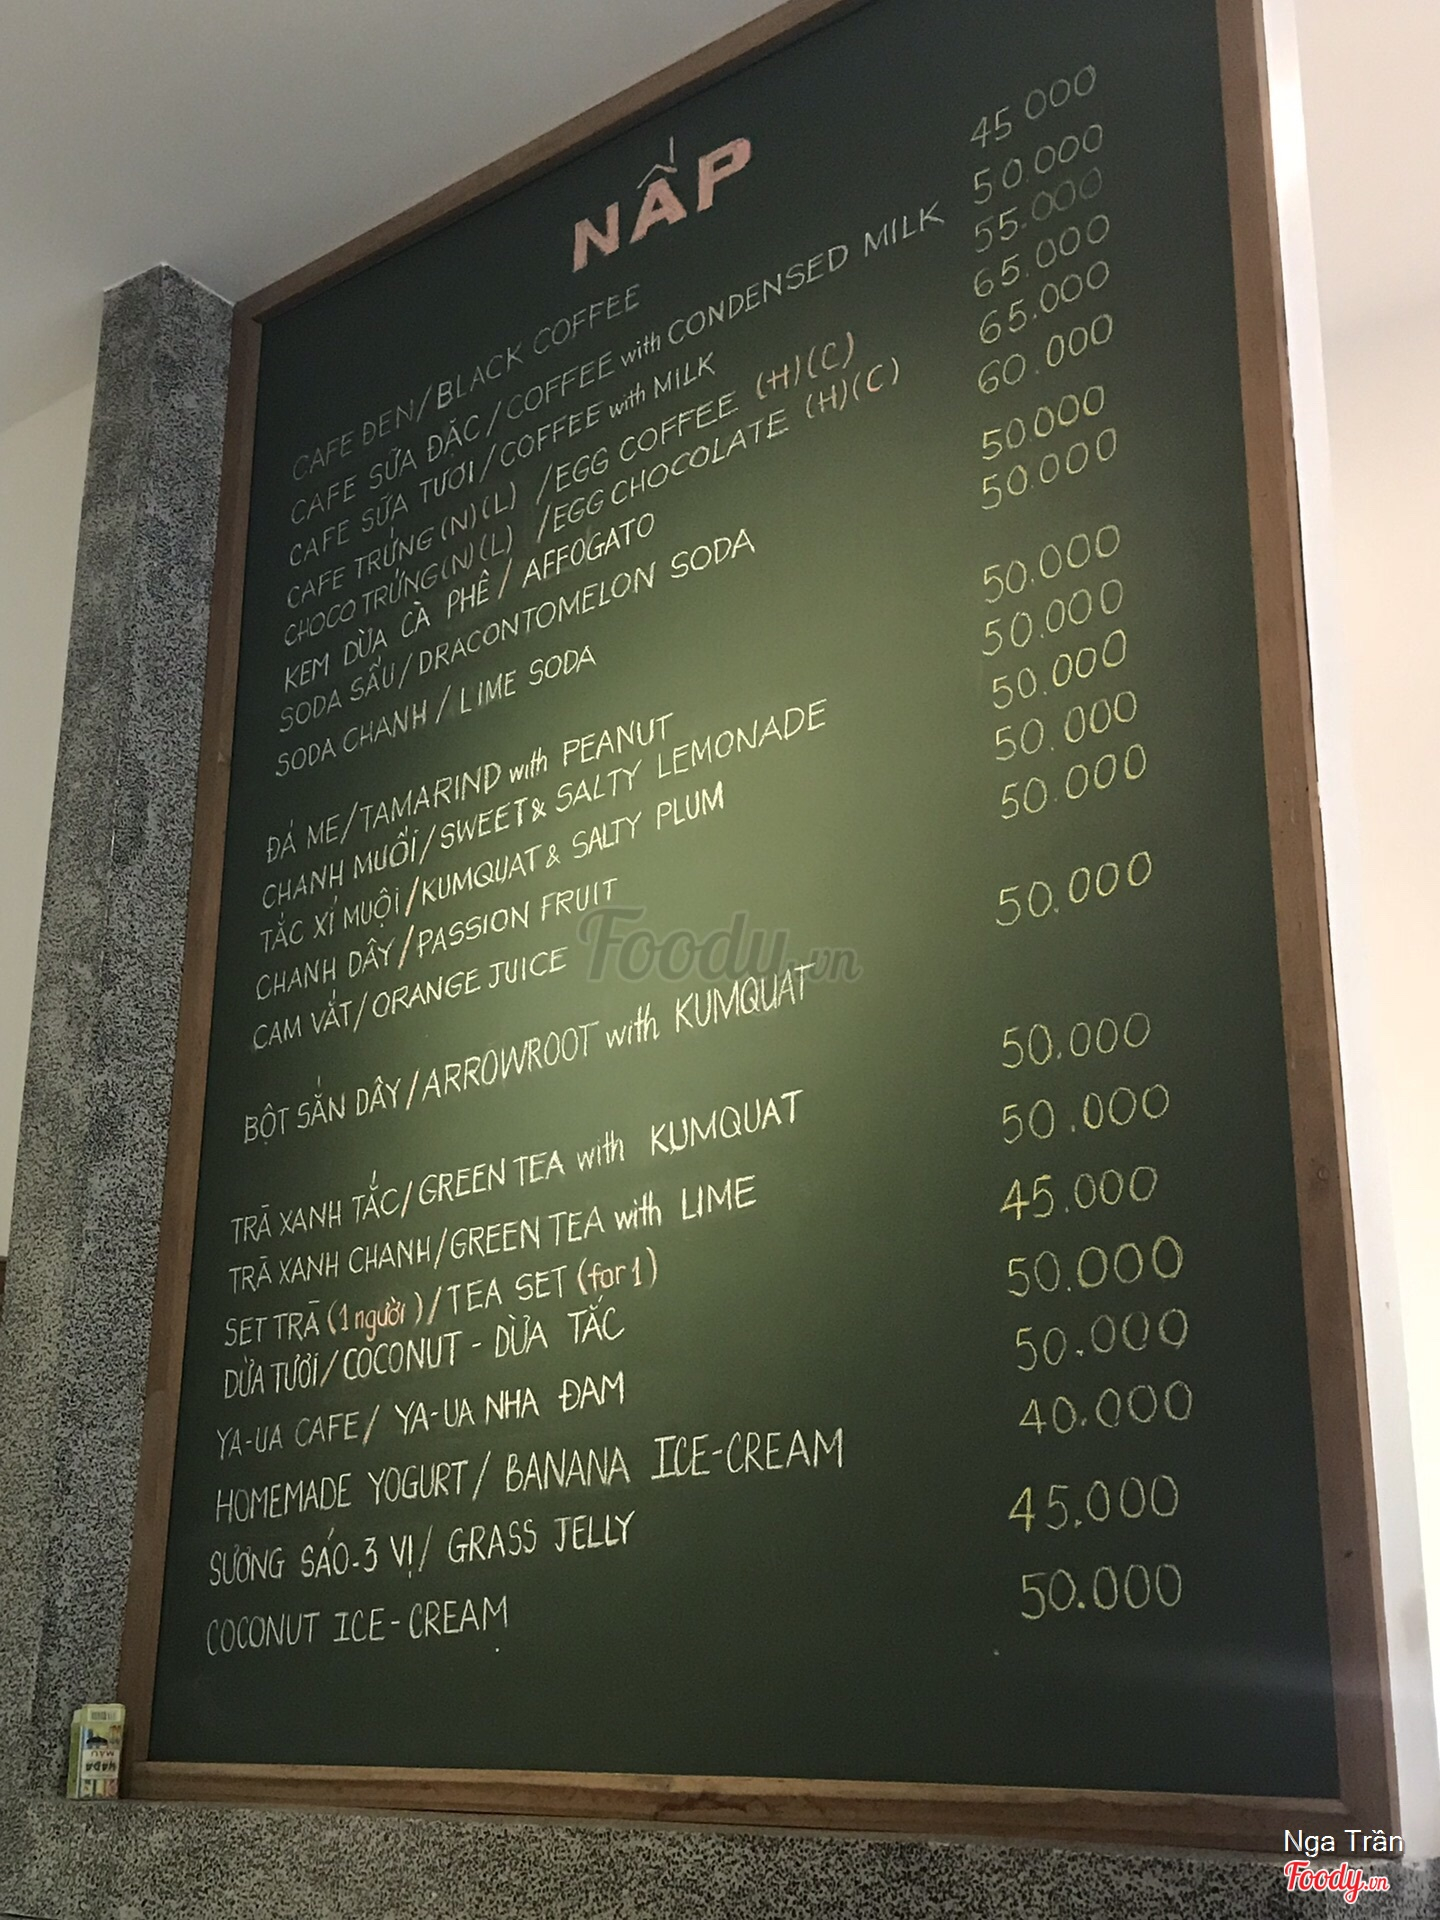 NẤP
CAFE ĐEN/BLACK COFFEE 45 000
CAFE SỮA ĐẶC/COFFEE with CONDENSED MILK 50.000
CAFE SỮA TƯƠI/COFFEE with MILK 55.000
CAFE TRỨNG (N)(L) /EGG COFFEE (H)(C) 65.000
CHOCO TRỨNG(N)(L) /EGG CHOCOLATE (H)(C) 65.000
KEM DỪA CÀ PHÊ/ AFFOGATO 60.000
SODA SẤU/DRACONTOMELON SODA 50.000
SODA CHANH/LIME SODA 50.000
ĐÁ ME/TAMARIND with PEANUT 50.000
CHANH MUỐI/SWEET & SALTY LEMONADE 50.000
TẮC XÍ MUỘI/KUMQUAT & SALTY PLUM 50.000
CHANH DÂY/PASSION FRUIT 50.000
CAM VẮT/ORANGE JUICE 50.000
BỘT SẮN DÂY/ARROWROOT with KUMQUAT 50.000
TRÀ XANH TẮC/GREEN TEA with KUMQUAT 50.000
TRÀ XANH CHANH/GREEN TEA with LIME 50.000
SET TRÀ (1 người)/TEA SET (for 1) 45.000
DỪA TƯƠI/COCONUT - DỪA TẮC 50.000
YA-UA CAFE/ YA-UA NHA ĐAM 50.000
HOMEMADE YOGURT/ BANANA ICE-CREAM 40.000
SƯƠNG SÁO-3 VỊ/ GRASS JELLY 45.000
COCONUT ICE-CREAM 50.000
Foody.vn
MÀU
Nga Trần
Foody.vn